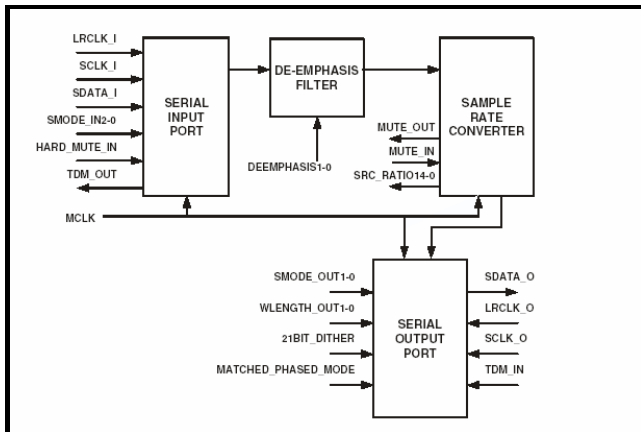 LRCLK_I
SCLK_I
SDATA_I
SMODE_IN2-0
HARD_MUTE_IN
TDM_OUT
MCLK
SERIAL
INPUT
PORT
DE-EMPHASIS
FILTER
DEEMPHASIS1-0
MUTE_OUT
MUTE_IN
SRC_RATIO14-0
SAMPLE
RATE
CONVERTER
SMODE_OUT1-0
WLENGTH_OUT1-0
21BIT_DITHER
MATCHED_PHASED_MODE
SERIAL
OUTPUT
PORT
SDATA_O
LRCLK_O
SCLK_O
TDM_IN